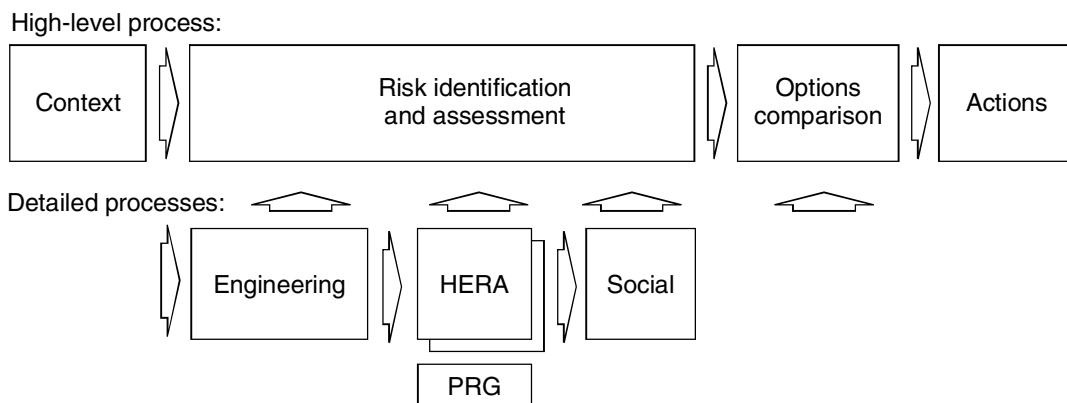 High-level process:
Context
Risk identification
and assessment
Options
comparison
Actions
Detailed processes:
Engineering
HERA
Social
PRG